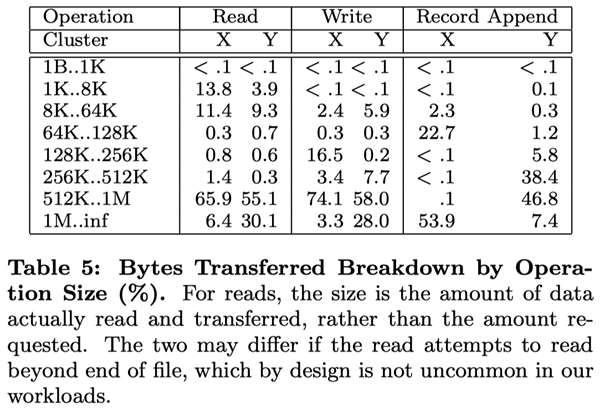 Operation Read Write Record Append
Cluster X Y X Y X Y
1B..1K < .1 < .1 < .1 < .1 < .1 < .1
1K..8K 13.8 3.9 < .1 < .1 < .1 0.1
8K..64K 11.4 9.3 2.4 5.9 2.3 0.3
64K..128K 0.3 0.7 0.3 0.3 22.7 1.2
128K..256K 0.8 0.6 16.5 0.2 < .1 5.8
256K..512K 1.4 0.3 3.4 7.7 < .1 38.4
512K..1M 65.9 55.1 74.1 58.0 .1 46.8
1M..inf 6.4 30.1 3.3 28.0 53.9 7.4
Table 5: Bytes Transferred Breakdown by Opera-
tion Size (%). For reads, the size is the amount of data
actually read and transferred, rather than the amount re-
quested. The two may differ if the read attempts to read
beyond end of file, which by design is not uncommon in our
workloads.